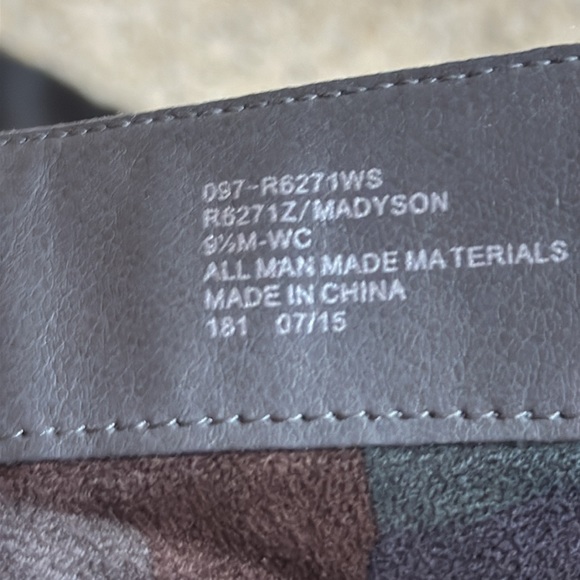 097-R6271WS
R6271Z/MADYSON
9½M-WC
ALL MAN MADE MATERIALS
MADE IN CHINA
181 07/15